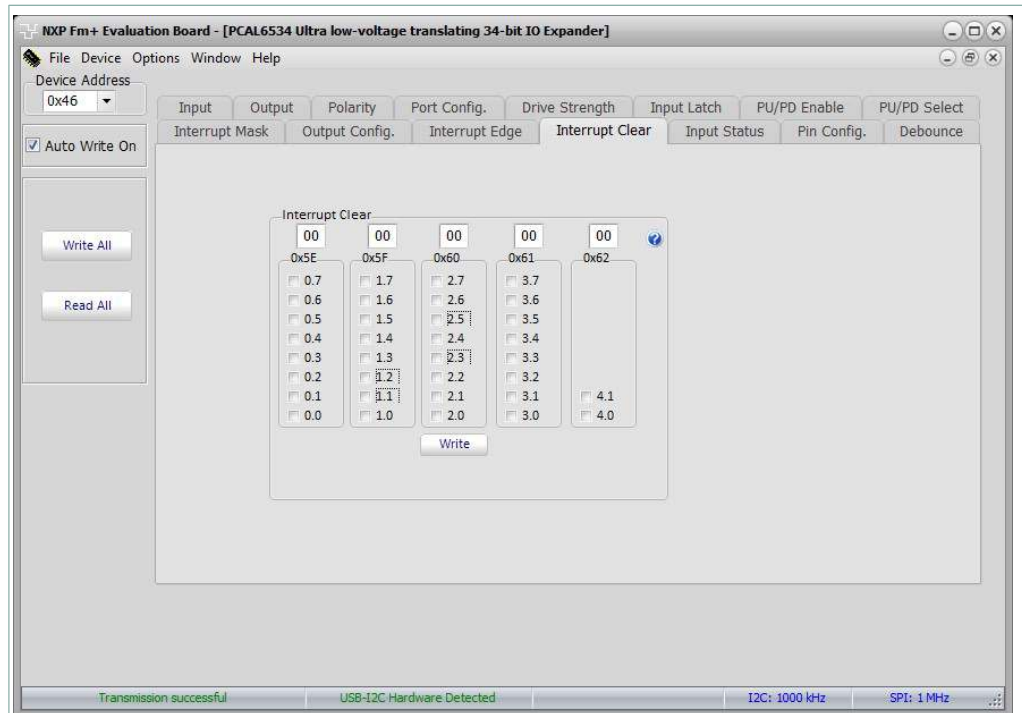 NXP Fm+ Evaluation Board - [PCAL6534 Ultra low-voltage translating 34-bit IO Expander]
File Device Options Window Help
Device Address
0x46
Auto Write On
Write All
Read All
Input Output Polarity Port Config. Drive Strength Input Latch PU/PD Enable PU/PD Select
Interrupt Mask Output Config. Interrupt Edge Interrupt Clear Input Status Pin Config. Debounce
Interrupt Clear
00 00 00 00 00
0x5E 0x5F 0x60 0x61 0x62
0.7 1.7 2.7 3.7
0.6 1.6 2.6 3.6
0.5 1.5 2.5 3.5
0.4 1.4 2.4 3.4
0.3 1.3 2.3 3.3
0.2 1.2 2.2 3.2
0.1 1.1 2.1 3.1 4.1
0.0 1.0 2.0 3.0 4.0
Write
Transmission successful USB-I2C Hardware Detected I2C: 1000 kHz SPI: 1 MHz